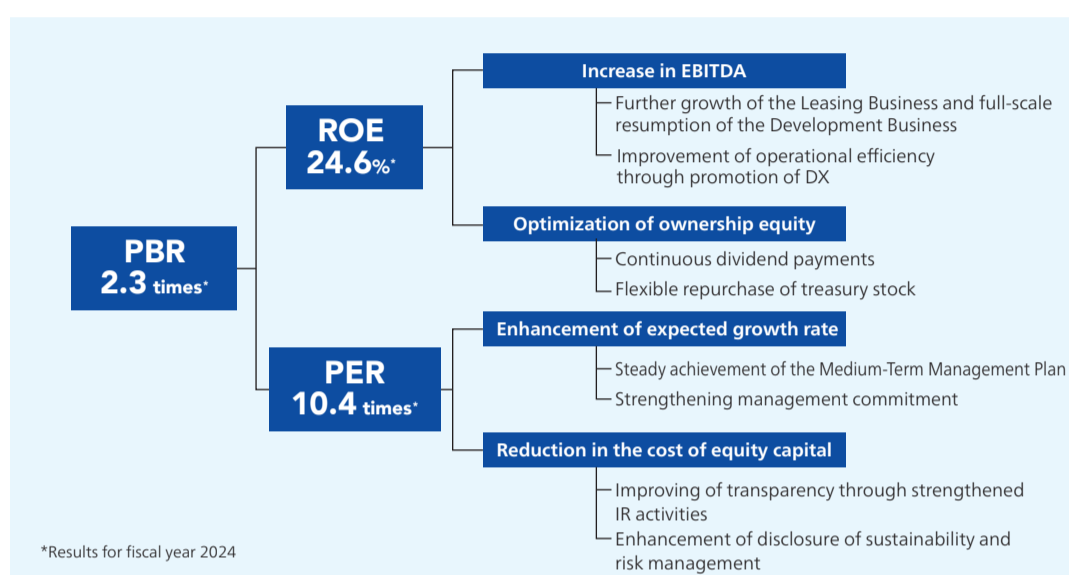 PBR
2.3 times*
ROE
24.6%*
Increase in EBITDA
Further growth of the Leasing Business and full-scale
resumption of the Development Business
Improvement of operational efficiency
through promotion of DX
Optimization of ownership equity
Continuous dividend payments
Flexible repurchase of treasury stock
PER
10.4 times*
Enhancement of expected growth rate
Steady achievement of the Medium-Term Management Plan
Strengthening management commitment
Reduction in the cost of equity capital
Improving of transparency through strengthened
IR activities
Enhancement of disclosure of sustainability and
risk management
*Results for fiscal year 2024